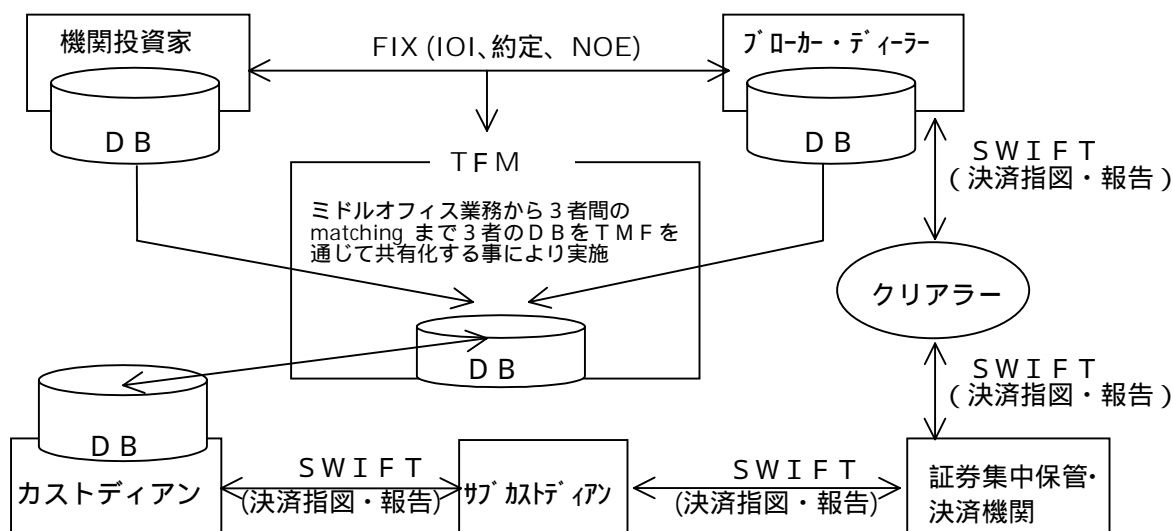 機関投資家
FIX (IOI、約定、NOE)
ﾌﾞﾛｰｶｰ・ﾃﾞｨｰﾗｰ
ＤＢ
ＤＢ
ＳＷＩＦＴ
(決済指図・報告)
ＴＦＭ
ミドルオフィス業務から３者間の
matching まで３者のＤＢをＴＭＦを
通じて共有化する事により実施
クリアラー
ＤＢ
ＳＷＩＦＴ
(決済指図・報告)
ＤＢ
カストディアン
ＳＷＩＦＴ
(決済指図・報告)
ｻﾌﾞｶｽﾄﾃﾞｨｱﾝ
ＳＷＩＦＴ
(決済指図・報告)
証券集中保管・
決済機関